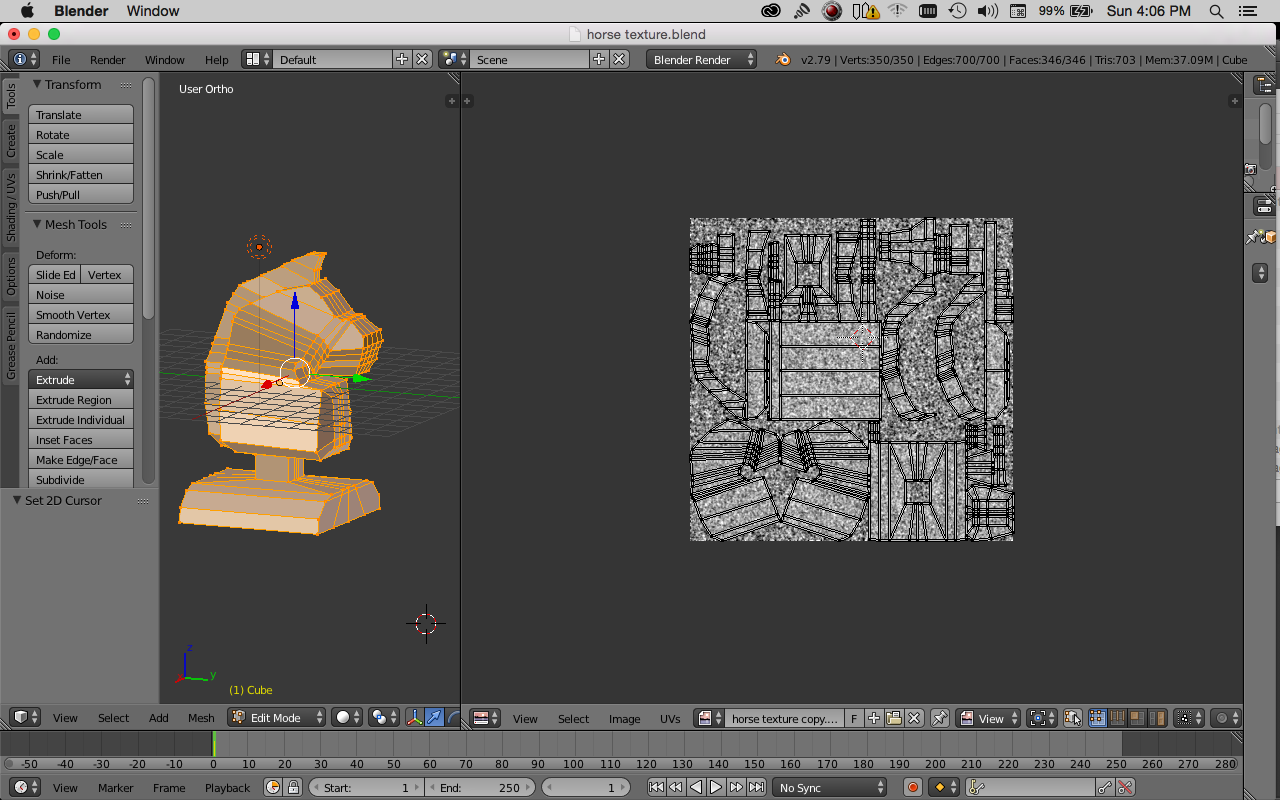 Blender Window 99% Sun 4:06 PM
horse texture.blend
File Render Window Help Default Scene Blender Render v2.79 | Verts:350/350 | Edges:700/700 | Faces:346/346 | Tris:703 | Mem:37.09M | Cube
Tools
Create
Shading / UVs
Options
Grease Pencil
Transform
Translate
Rotate
Scale
Shrink/Fatten
Push/Pull
Mesh Tools
Deform:
Slide Ed Vertex
Noise
Smooth Vertex
Randomize
Add:
Extrude
Extrude Region
Extrude Individual
Inset Faces
Make Edge/Face
Subdivide
Set 2D Cursor
User Ortho
z
x
y
(1) Cube
View Select Add Mesh Edit Mode
View Select Image UVs horse texture copy.... F View
-50 -40 -30 -20 -10 0 10 20 30 40 50 60 70 80 90 100 110 120 130 140 150 160 170 180 190 200 210 220 230 240 250 260 270 280
View Marker Frame Playback Start: 1 End: 250 1 No Sync